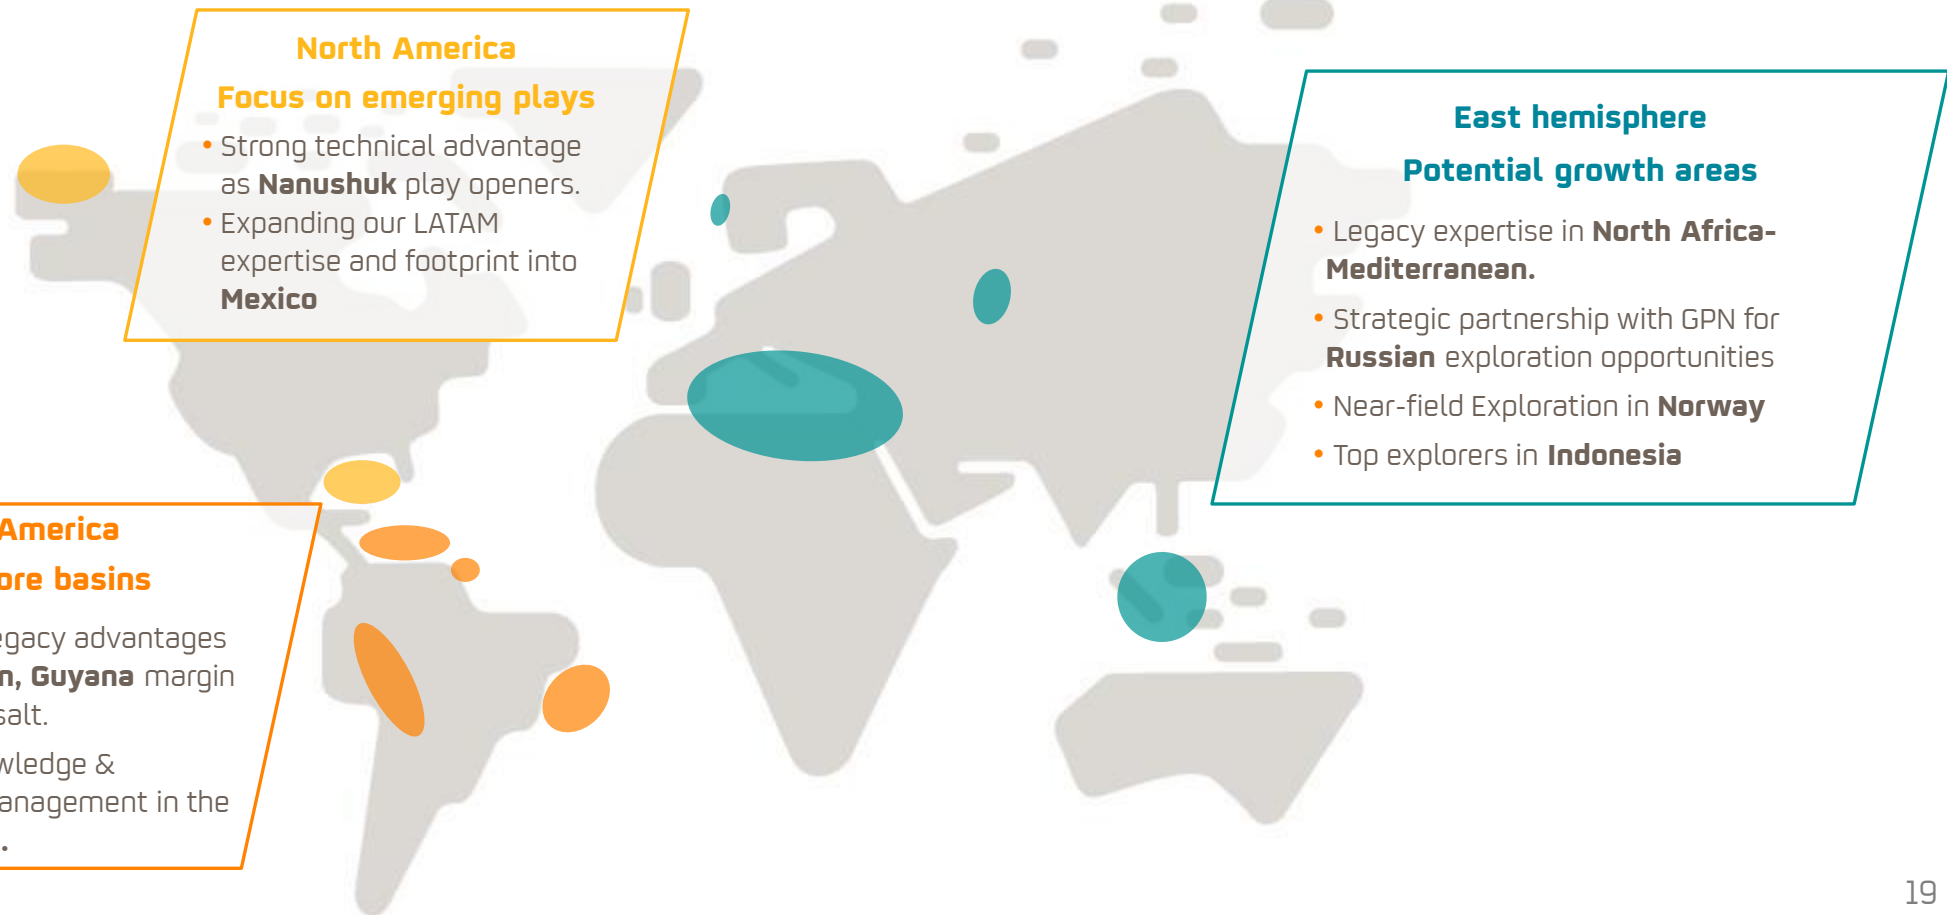 North America
Focus on emerging plays
• Strong technical advantage
as Nanushuk play openers.
• Expanding our LATAM
expertise and footprint into
Mexico
East hemisphere
Potential growth areas
• Legacy expertise in North Africa-
Mediterranean.
• Strategic partnership with GPN for
Russian exploration opportunities
• Near-field Exploration in Norway
• Top explorers in Indonesia
America
ore basins
egacy advantages
n, Guyana margin
salt.
wledge &
anagement in the
.
19